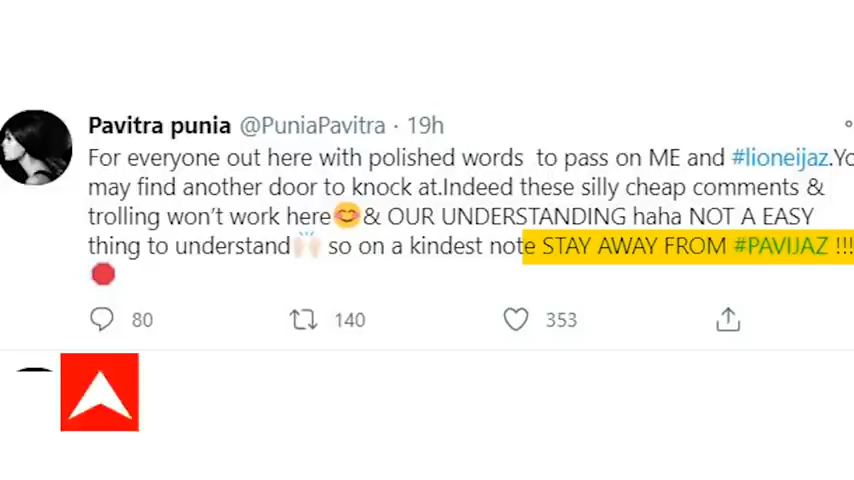 Pavitra punia @PuniaPavitra · 19h
For everyone out here with polished words to pass on ME and #lioneijaz.Yo
may find another door to knock at.Indeed these silly cheap comments &
trolling won't work here😊& OUR UNDERSTANDING haha NOT A EASY
thing to understand🙌🏻 so on a kindest note STAY AWAY FROM #PAVIJAZ !!!
🛑
80 140 353